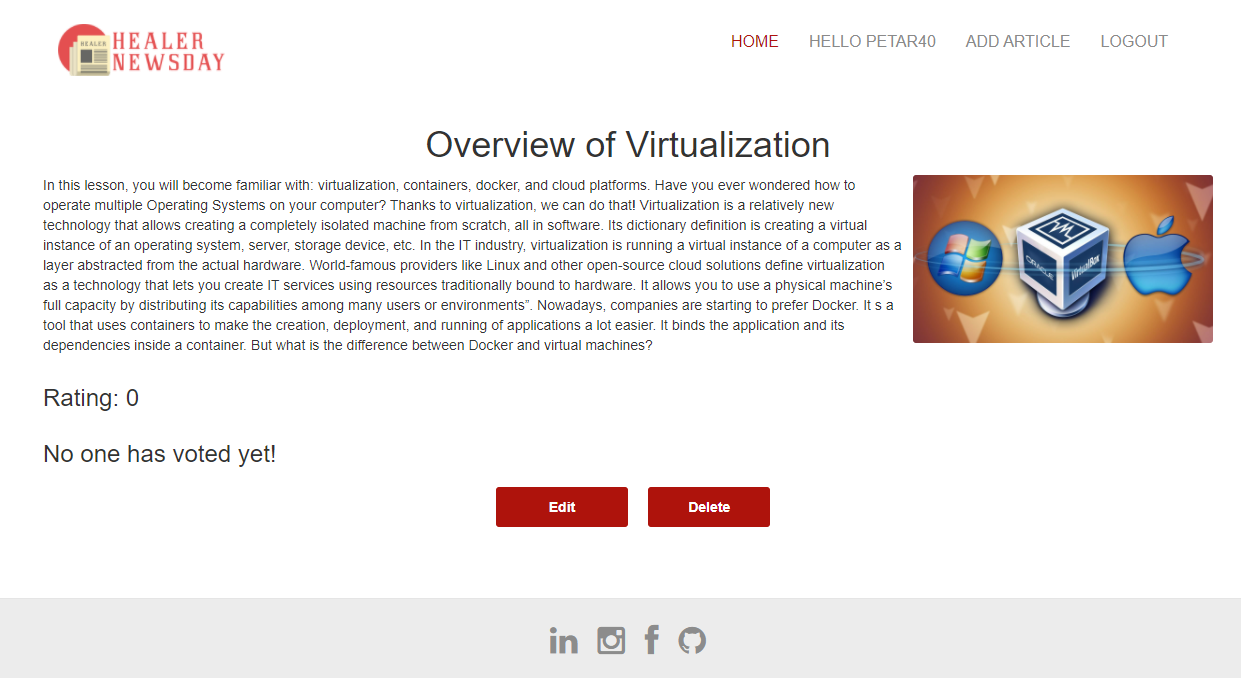 HEALER
HEALER
NEWSDAY
HOME HELLO PETAR40 ADD ARTICLE LOGOUT
Overview of Virtualization
In this lesson, you will become familiar with: virtualization, containers, docker, and cloud platforms. Have you ever wondered how to
operate multiple Operating Systems on your computer? Thanks to virtualization, we can do that! Virtualization is a relatively new
technology that allows creating a completely isolated machine from scratch, all in software. Its dictionary definition is creating a virtual
instance of an operating system, server, storage device, etc. In the IT industry, virtualization is running a virtual instance of a computer as a
layer abstracted from the actual hardware. World-famous providers like Linux and other open-source cloud solutions define virtualization
as a technology that lets you create IT services using resources traditionally bound to hardware. It allows you to use a physical machine’s
full capacity by distributing its capabilities among many users or environments”. Nowadays, companies are starting to prefer Docker. It s a
tool that uses containers to make the creation, deployment, and running of applications a lot easier. It binds the application and its
dependencies inside a container. But what is the difference between Docker and virtual machines?
ORACLE VirtualBox
Rating: 0
No one has voted yet!
Edit Delete